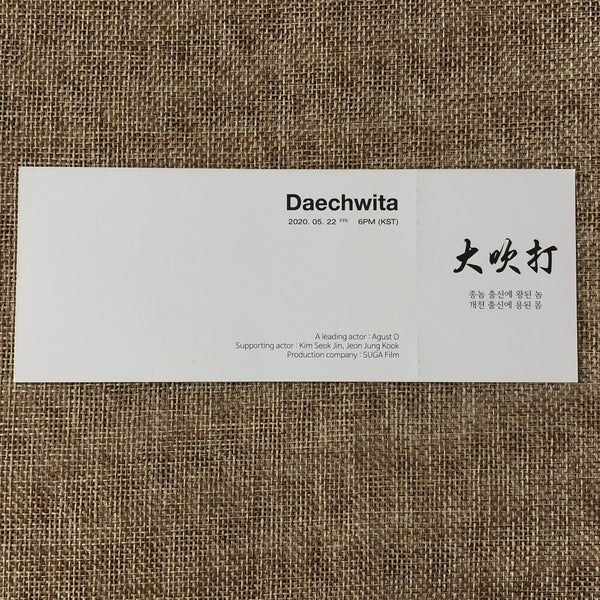 Daechwita
2020. 05. 22 FRI 6PM (KST)
A leading actor : Agust D
Supporting actor : Kim Seok Jin, Jeon Jung Kook
Production company : SUGA Film
大吹打
종놈 출신에 왕된 놈
개천 출신에 용된 몸